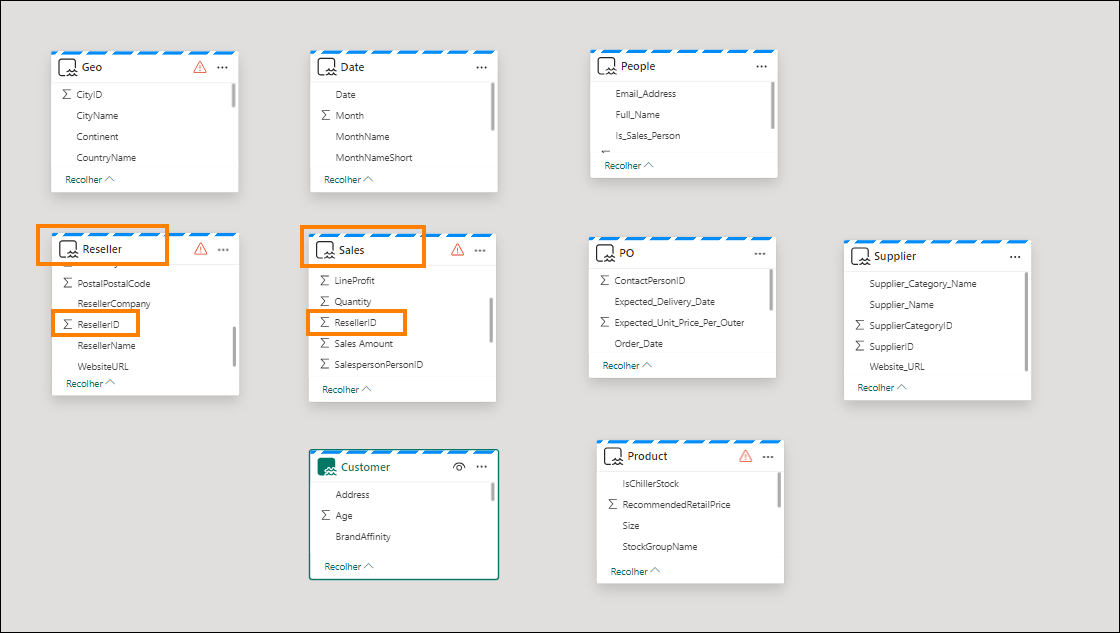 Geo
CityID
CityName
Continent
CountryName
Recolher
Date
Date
Month
MonthName
MonthNameShort
Recolher
People
Email_Address
Full_Name
Is_Sales_Person
Recolher
Reseller
PostalPostalCode
ResellerCompany
ResellerID
ResellerName
WebsiteURL
Recolher
Sales
LineProfit
Quantity
ResellerID
Sales Amount
SalespersonPersonID
Recolher
PO
ContactPersonID
Expected_Delivery_Date
Expected_Unit_Price_Per_Outer
Order_Date
Recolher
Supplier
Supplier_Category_Name
Supplier_Name
SupplierCategoryID
SupplierID
Website_URL
Recolher
Customer
Address
Age
BrandAffinity
Recolher
Product
IsChillerStock
RecommendedRetailPrice
Size
StockGroupName
Recolher